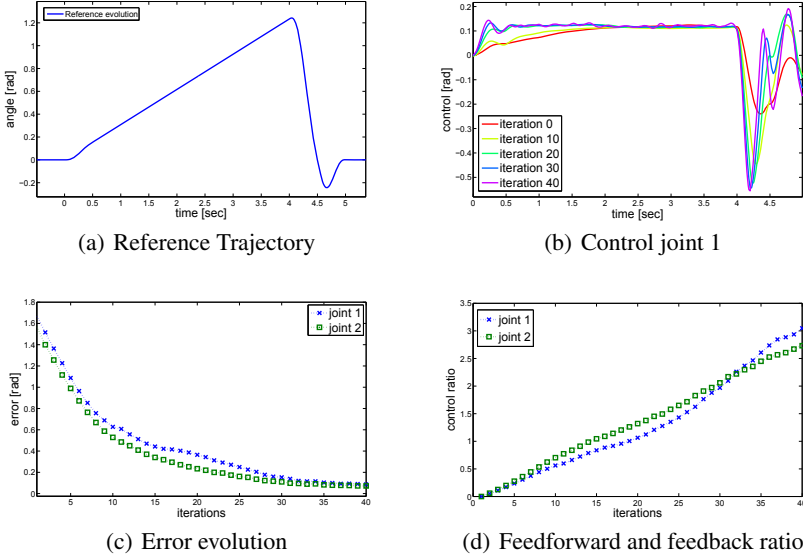 Reference evolution
1.2
1
0.8
0.6
0.4
0.2
0
−0.2
angle [rad]
0 0.5 1 1.5 2 2.5 3 3.5 4 4.5 5
time [sec]
(a) Reference Trajectory
0.2
0.1
0
−0.1
−0.2
−0.3
−0.4
−0.5
control [rad]
iteration 0
iteration 10
iteration 20
iteration 30
iteration 40
0 0.5 1 1.5 2 2.5 3 3.5 4 4.5
time [sec]
(b) Control joint 1
1.8
1.6
1.4
1.2
1
0.8
0.6
0.4
0.2
0
error [rad]
joint 1
joint 2
5 10 15 20 25 30 35 40
iterations
(c) Error evolution
3.5
3
2.5
2
1.5
1
0.5
0
control ratio
joint 1
joint 2
0 5 10 15 20 25 30 35 40
iterations
(d) Feedforward and feedback ratio